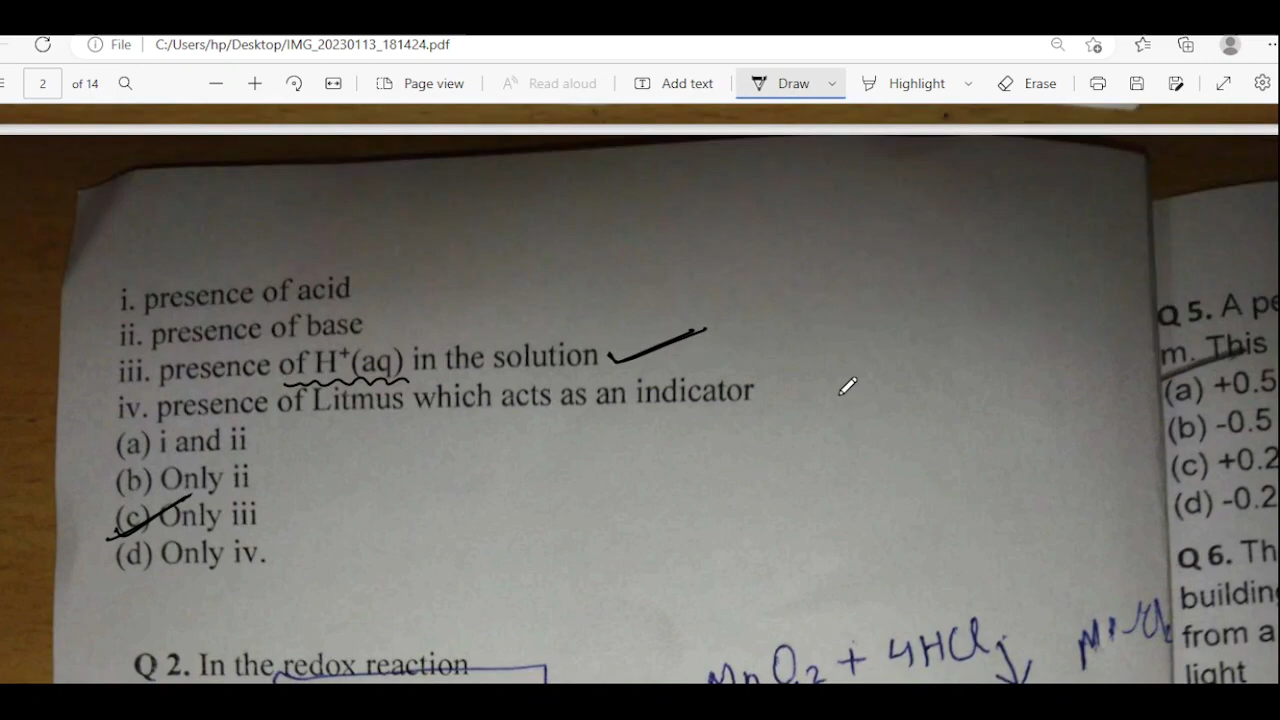 File C:/Users/hp/Desktop/IMG_20230113_181424.pdf
2 of 14 Page view Read aloud Add text Draw Highlight Erase
i. presence of acid
ii. presence of base
iii. presence of H⁺(aq) in the solution
iv. presence of Litmus which acts as an indicator
(a) i and ii
(b) Only ii
(c) Only iii
(d) Only iv.
Q 2. In the redox reaction
MnO₂ + 4HCl
Q 5. A pe
m. This
(a) +0.5
(b) -0.5
(c) +0.2
(d) -0.2
Q 6. Th
building
from a
light